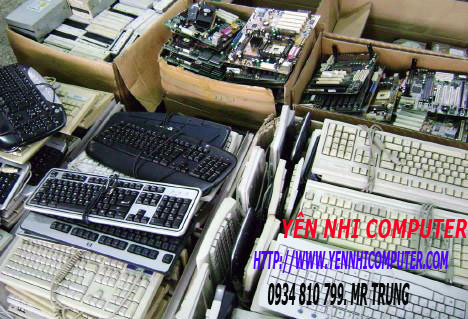 YÊN NHI COMPUTER
HTTP://WWW.YENNHICOMPUTER.COM
0934 810 799. MR TRUNG